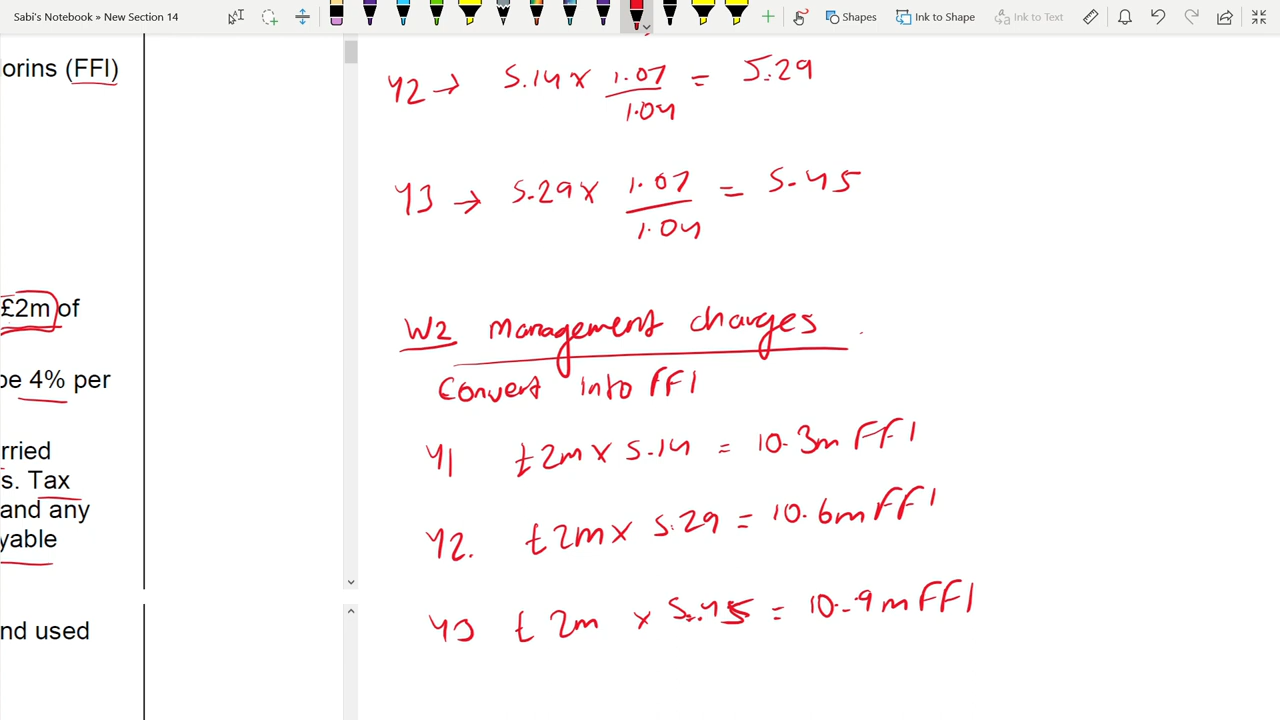 Sabi's Notebook » New Section 14
Shapes
Ink to Shape
Ink to Text
lorins (FFI)
£2m of
be 4% per
rried
s. Tax
and any
yable
nd used
Y2 → 5.14 x 1.07 / 1.04 = 5.29
Y3 → 5.29 x 1.07 / 1.04 = 5.45
W2 Management charges
Convert into FFI
Y1 £2m x 5.14 = 10.3m FFI
Y2. £2m x 5.29 = 10.6m FFI
Y3 £2m x 5.45 = 10.9m FFI